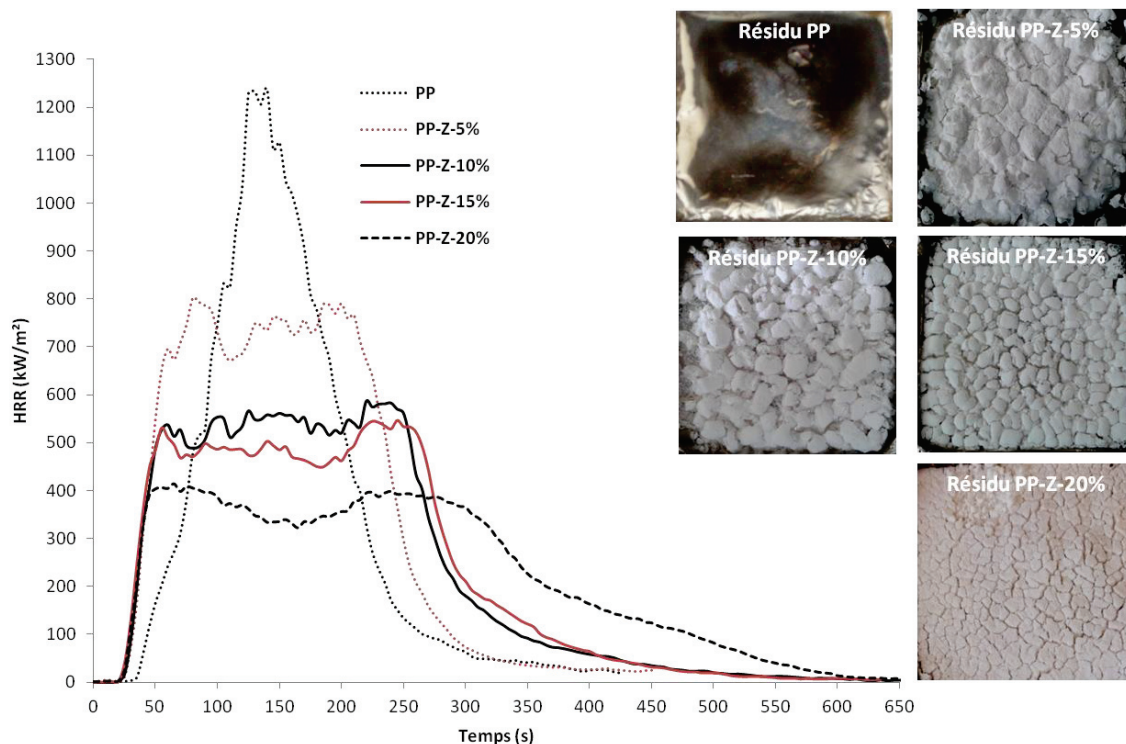 1300
1200
1100
1000
900
800
700
600
500
400
300
200
100
0
HRR (kW/m²)
0 50 100 150 200 250 300 350 400 450 500 550 600 650
Temps (s)
PP
PP-Z-5%
PP-Z-10%
PP-Z-15%
PP-Z-20%
Résidu PP
Résidu PP-Z-5%
Résidu PP-Z-10%
Résidu PP-Z-15%
Résidu PP-Z-20%